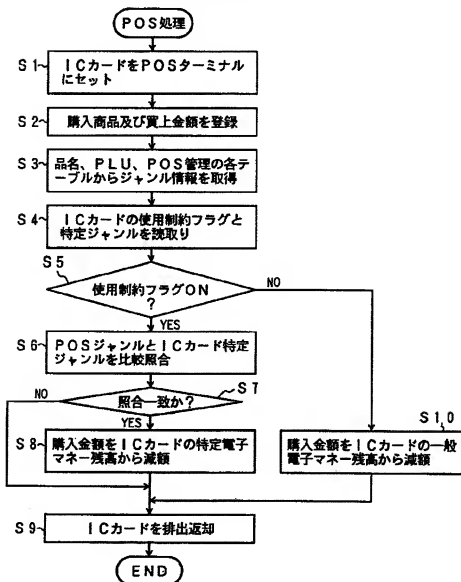 POS処理
S1
ICカードをPOSターミナル
にセット
S2
購入商品及び買上金額を登録
S3
品名、PLU、POS管理の各テ
ーブルからジャンル情報を取得
S4
ICカードの使用制約フラグと
特定ジャンルを読取り
S5
使用制約フラグON
?
NO
YES
S6
POSジャンルとICカード特定
ジャンルを比較照合
S7
NO
照合一致か?
YES
S8
購入金額をICカードの特定電子
マネー残高から減額
S10
購入金額をICカードの一般
電子マネー残高から減額
S9
ICカードを排出返却
END